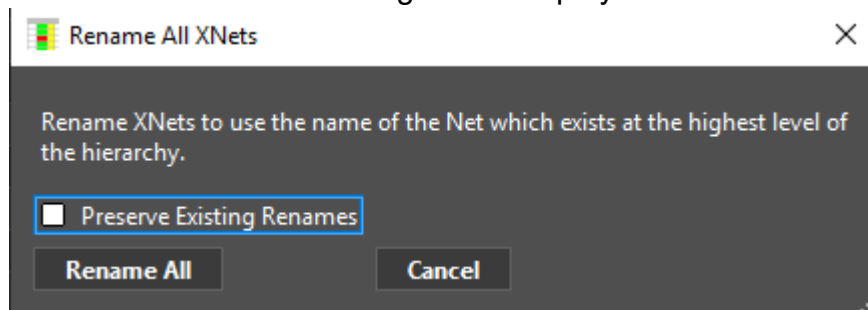 Rename All XNets
Rename XNets to use the name of the Net which exists at the highest level of
the hierarchy.
Preserve Existing Renames
Rename All Cancel